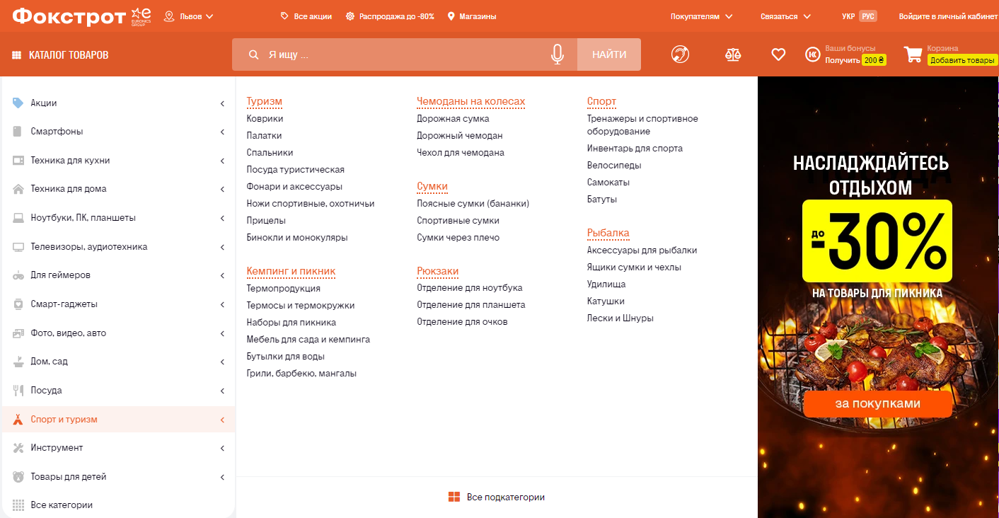 Фокстрот
EURONICS
GROUP
Львов
Все акции
Распродажа до -80%
Магазины
Покупателям
Связаться
УКР РУС
Войдите в личный кабинет
КАТАЛОГ ТОВАРОВ
Я ищу ...
НАЙТИ
Ваши бонусы
Получить 200 ₴
Корзина
Добавить товары
Акции
Смартфоны
Техника для кухни
Техника для дома
Ноутбуки, ПК, планшеты
Телевизоры, аудиотехника
Для геймеров
Смарт-гаджеты
Фото, видео, авто
Дом, сад
Посуда
Спорт и туризм
Инструмент
Товары для детей
Все категории
Туризм
Коврики
Палатки
Спальники
Посуда туристическая
Фонари и аксессуары
Ножи спортивные, охотничьи
Прицелы
Бинокли и монокуляры
Кемпинг и пикник
Термопродукция
Термосы и термокружки
Наборы для пикника
Мебель для сада и кемпинга
Бутылки для воды
Грили, барбекю, мангалы
Чемоданы на колесах
Дорожная сумка
Дорожный чемодан
Чехол для чемодана
Сумки
Поясные сумки (бананки)
Спортивные сумки
Сумки через плечо
Рюкзаки
Отделение для ноутбука
Отделение для планшета
Отделение для очков
Спорт
Тренажеры и спортивное
оборудование
Инвентарь для спорта
Велосипеды
Самокаты
Батуты
Рыбалка
Аксессуары для рыбалки
Ящики сумки и чехлы
Удилища
Катушки
Лески и Шнуры
Все подкатегории
НАСЛАДЖДАЙТЕСЬ
ОТДЫХОМ
до -30%
НА ТОВАРЫ ДЛЯ ПИКНИКА
за покупками